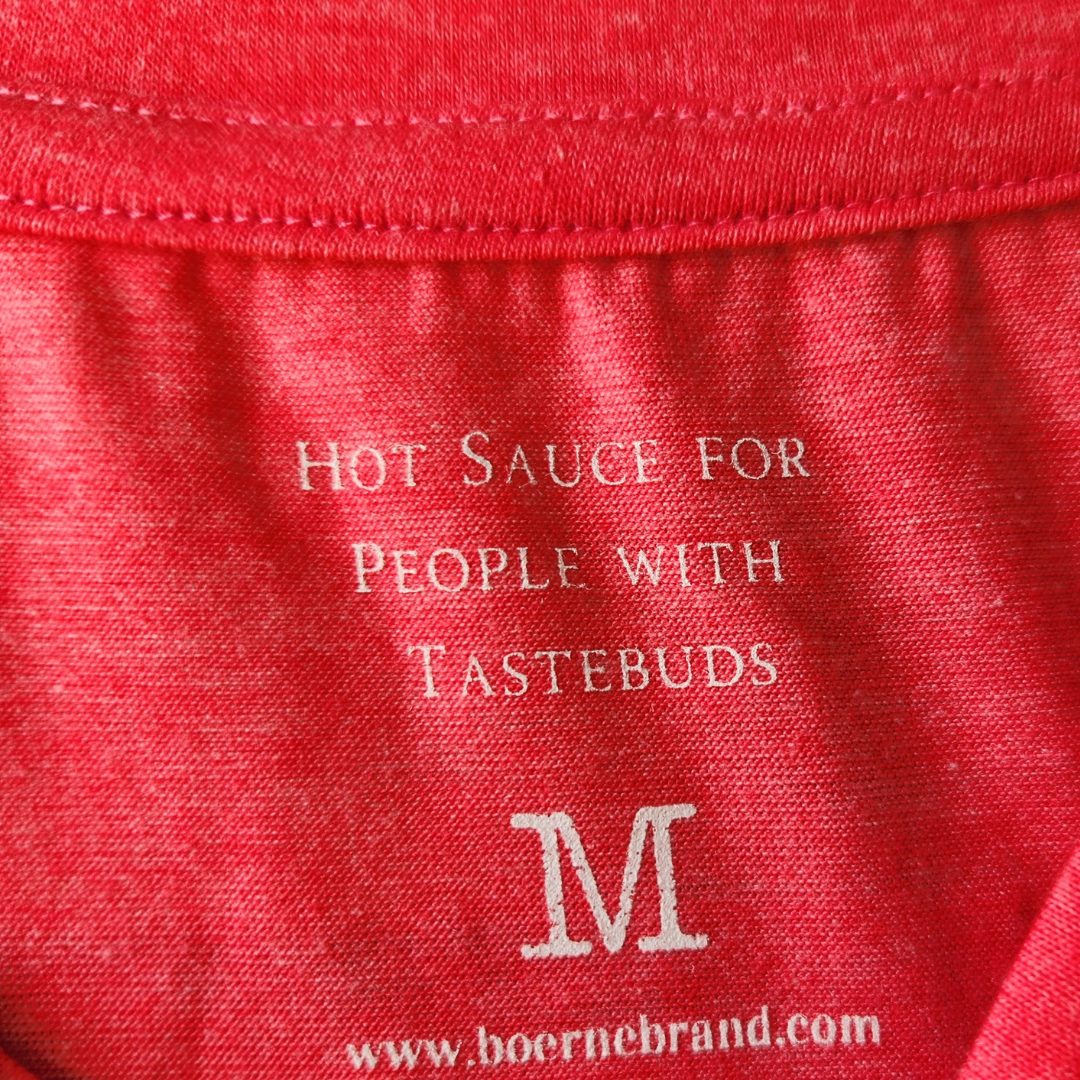 Hot Sauce for
People with
Tastebuds
M
www.boernebrand.com